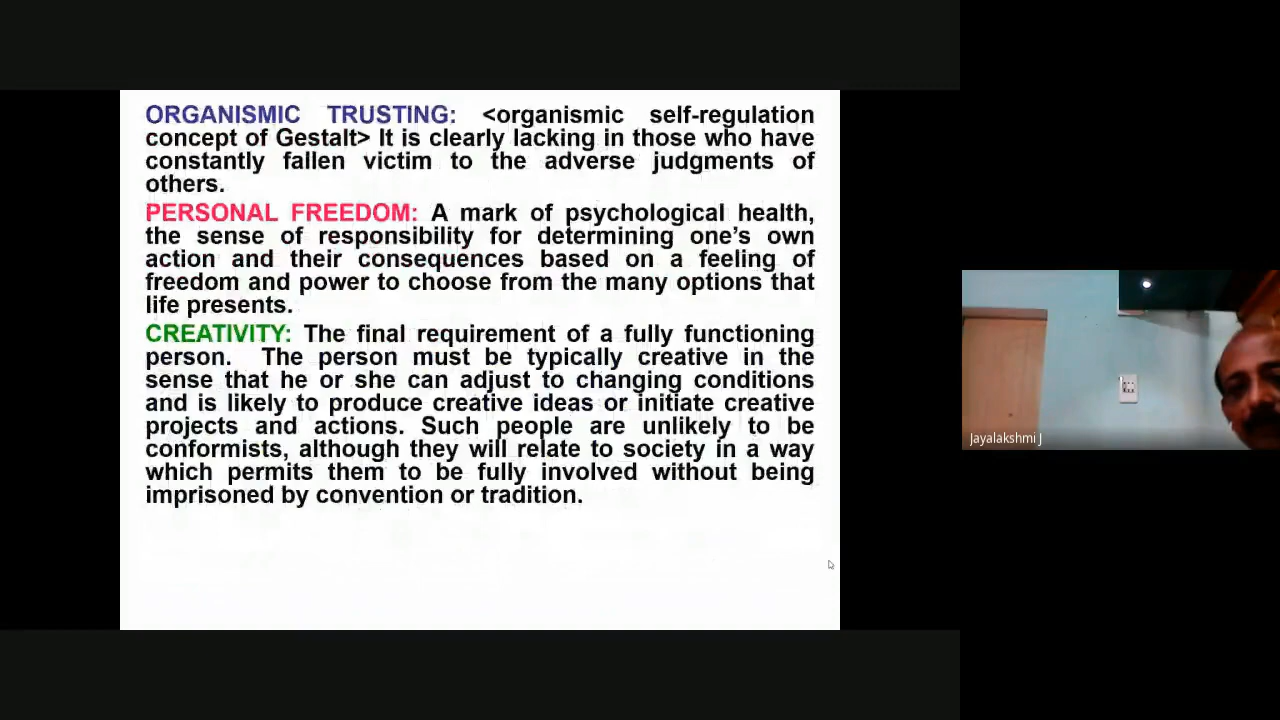 ORGANISMIC TRUSTING: <organismic self-regulation
concept of Gestalt> It is clearly lacking in those who have
constantly fallen victim to the adverse judgments of
others.
PERSONAL FREEDOM: A mark of psychological health,
the sense of responsibility for determining one’s own
action and their consequences based on a feeling of
freedom and power to choose from the many options that
life presents.
CREATIVITY: The final requirement of a fully functioning
person. The person must be typically creative in the
sense that he or she can adjust to changing conditions
and is likely to produce creative ideas or initiate creative
projects and actions. Such people are unlikely to be
conformists, although they will relate to society in a way
which permits them to be fully involved without being
imprisoned by convention or tradition.
Jayalakshmi J